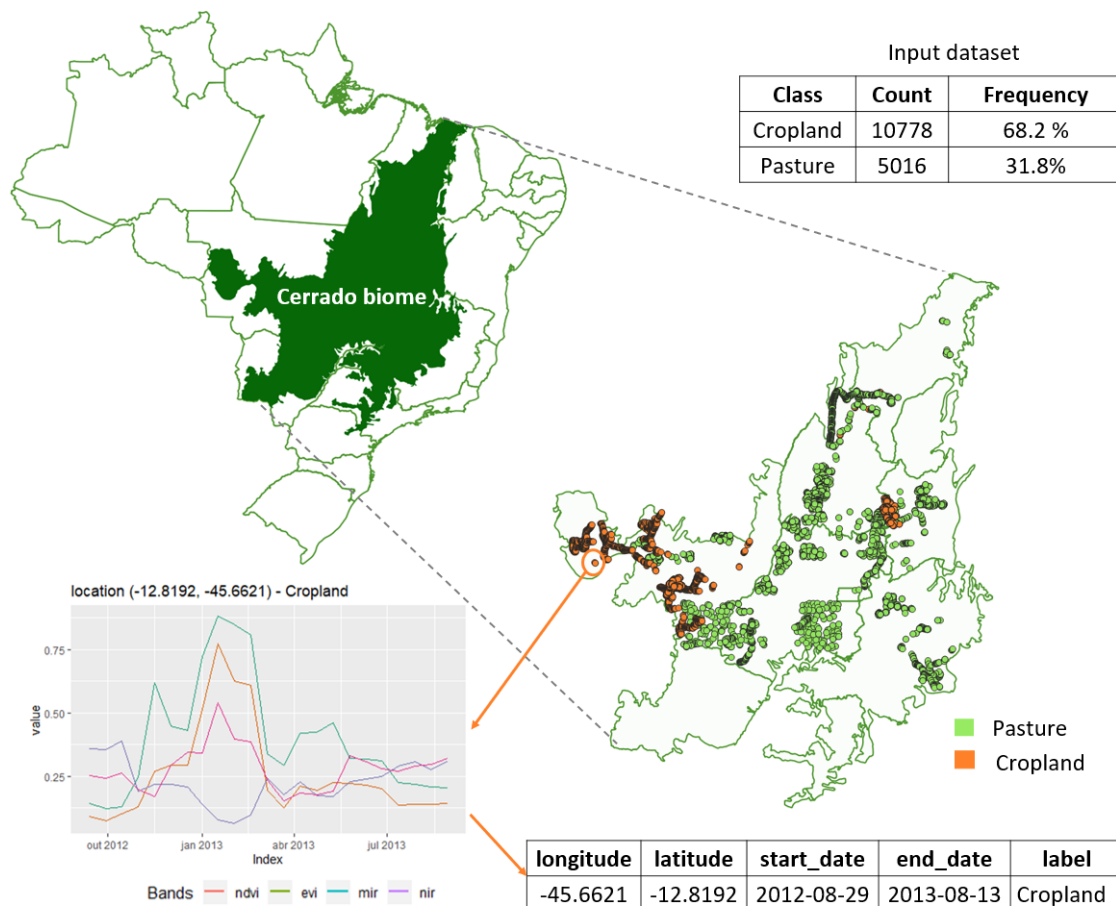 Input dataset
Class Count Frequency
Cropland 10778 68.2 %
Pasture 5016 31.8%
Cerrado biome
location (-12.8192, -45.6621) - Cropland
value
0.75
0.50
0.25
out 2012 jan 2013 abr 2013 jul 2013
Index
Bands ndvi evi mir nir
Pasture
Cropland
longitude latitude start_date end_date label
-45.6621 -12.8192 2012-08-29 2013-08-13 Cropland